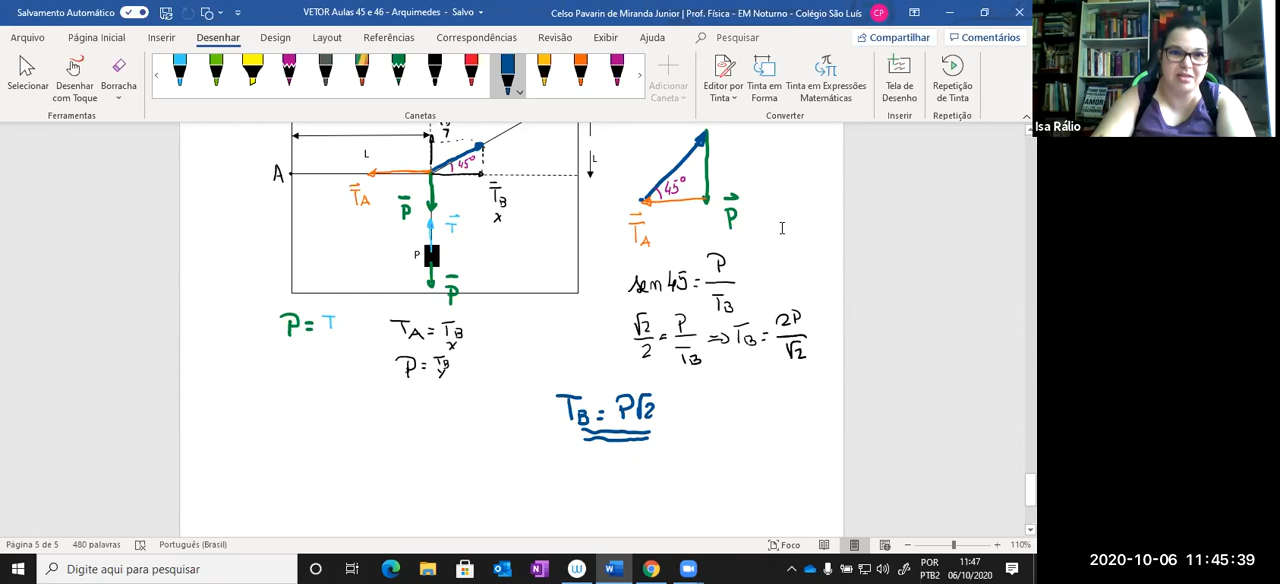 Salvamento Automático
VETOR Aulas 45 e 46 - Arquimedes - Salvo
Celso Pavarin de Miranda Junior | Prof. Física - EM Noturno - Colégio São Luís
CP
Arquivo Página Inicial Inserir Desenhar Design Layout Referências Correspondências Revisão Exibir Ajuda Pesquisar Compartilhar Comentários
Selecionar Desenhar com Toque Borracha
Adicionar Caneta Editor por Tinta Tinta em Forma Tinta em Expressões Matemáticas Tela de Desenho Repetição de Tinta
Ferramentas Canetas Converter Inserir Repetição
Isa Rálio
7
L 45° L
A
T_A P T_B x
T
P
P
45°
T_A P
sen 45 = P/T_B
P = T T_A = T_B x
√2/2 = P/T_B ⇒ T_B = 2P/√2
P = T_B y
T_B = P√2
Página 5 de 5 480 palavras Português (Brasil) Foco 110%
Digite aqui para pesquisar
POR PTB2 11:47 06/10/2020
2020-10-06 11:45:39